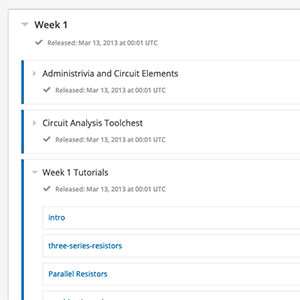 Week 1
Released: Mar 13, 2013 at 00:01 UTC
Administrivia and Circuit Elements
Released: Mar 13, 2013 at 00:01 UTC
Circuit Analysis Toolchest
Released: Mar 13, 2013 at 00:01 UTC
Week 1 Tutorials
Released: Mar 13, 2013 at 00:01 UTC
intro
three-series-resistors
Parallel Resistors